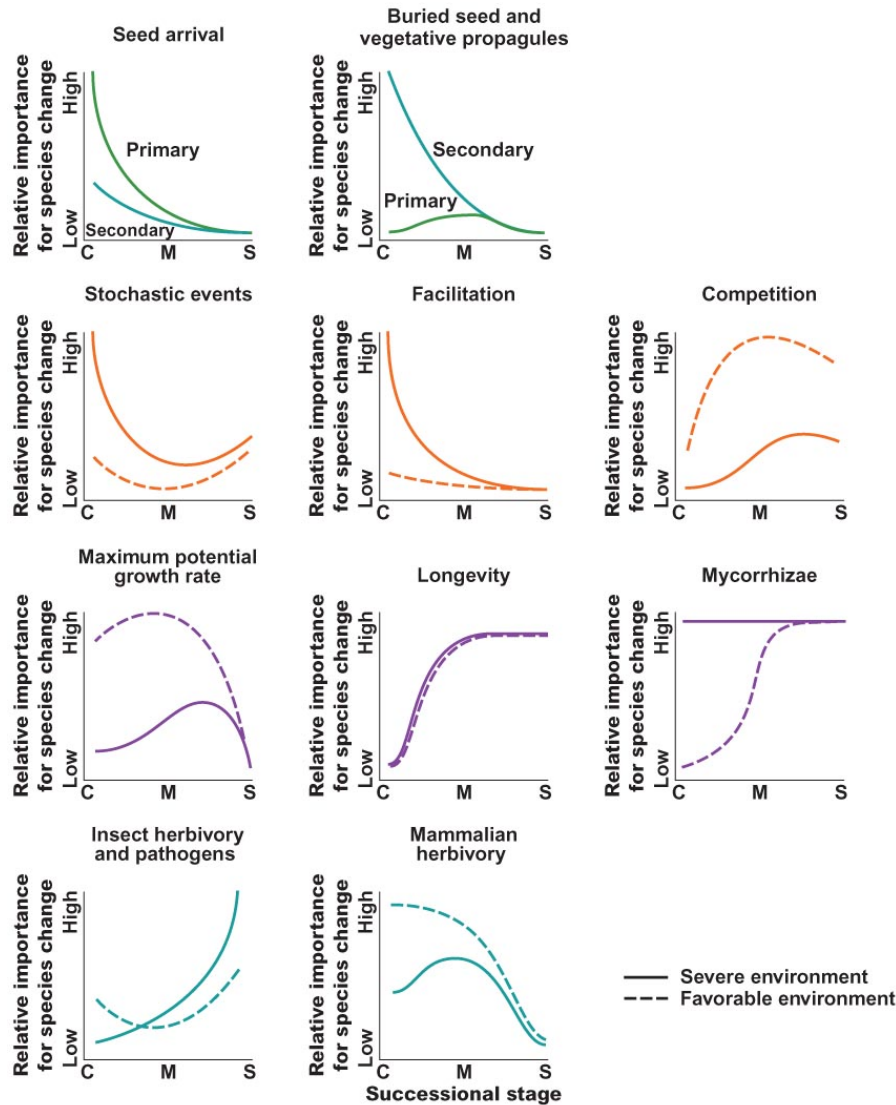 Seed arrival
Relative importance
for species change
High
Low
Primary
Secondary
C M S
Buried seed and
vegetative propagules
Relative importance
for species change
High
Low
Secondary
Primary
C M S
Stochastic events
Relative importance
for species change
High
Low
C M S
Facilitation
Relative importance
for species change
High
Low
C M S
Competition
Relative importance
for species change
High
Low
C M S
Maximum potential
growth rate
Relative importance
for species change
High
Low
C M S
Longevity
Relative importance
for species change
High
Low
C M S
Mycorrhizae
Relative importance
for species change
High
Low
C M S
Insect herbivory
and pathogens
Relative importance
for species change
High
Low
C M S
Mammalian
herbivory
Relative importance
for species change
High
Low
C M S
Successional stage
Severe environment
Favorable environment